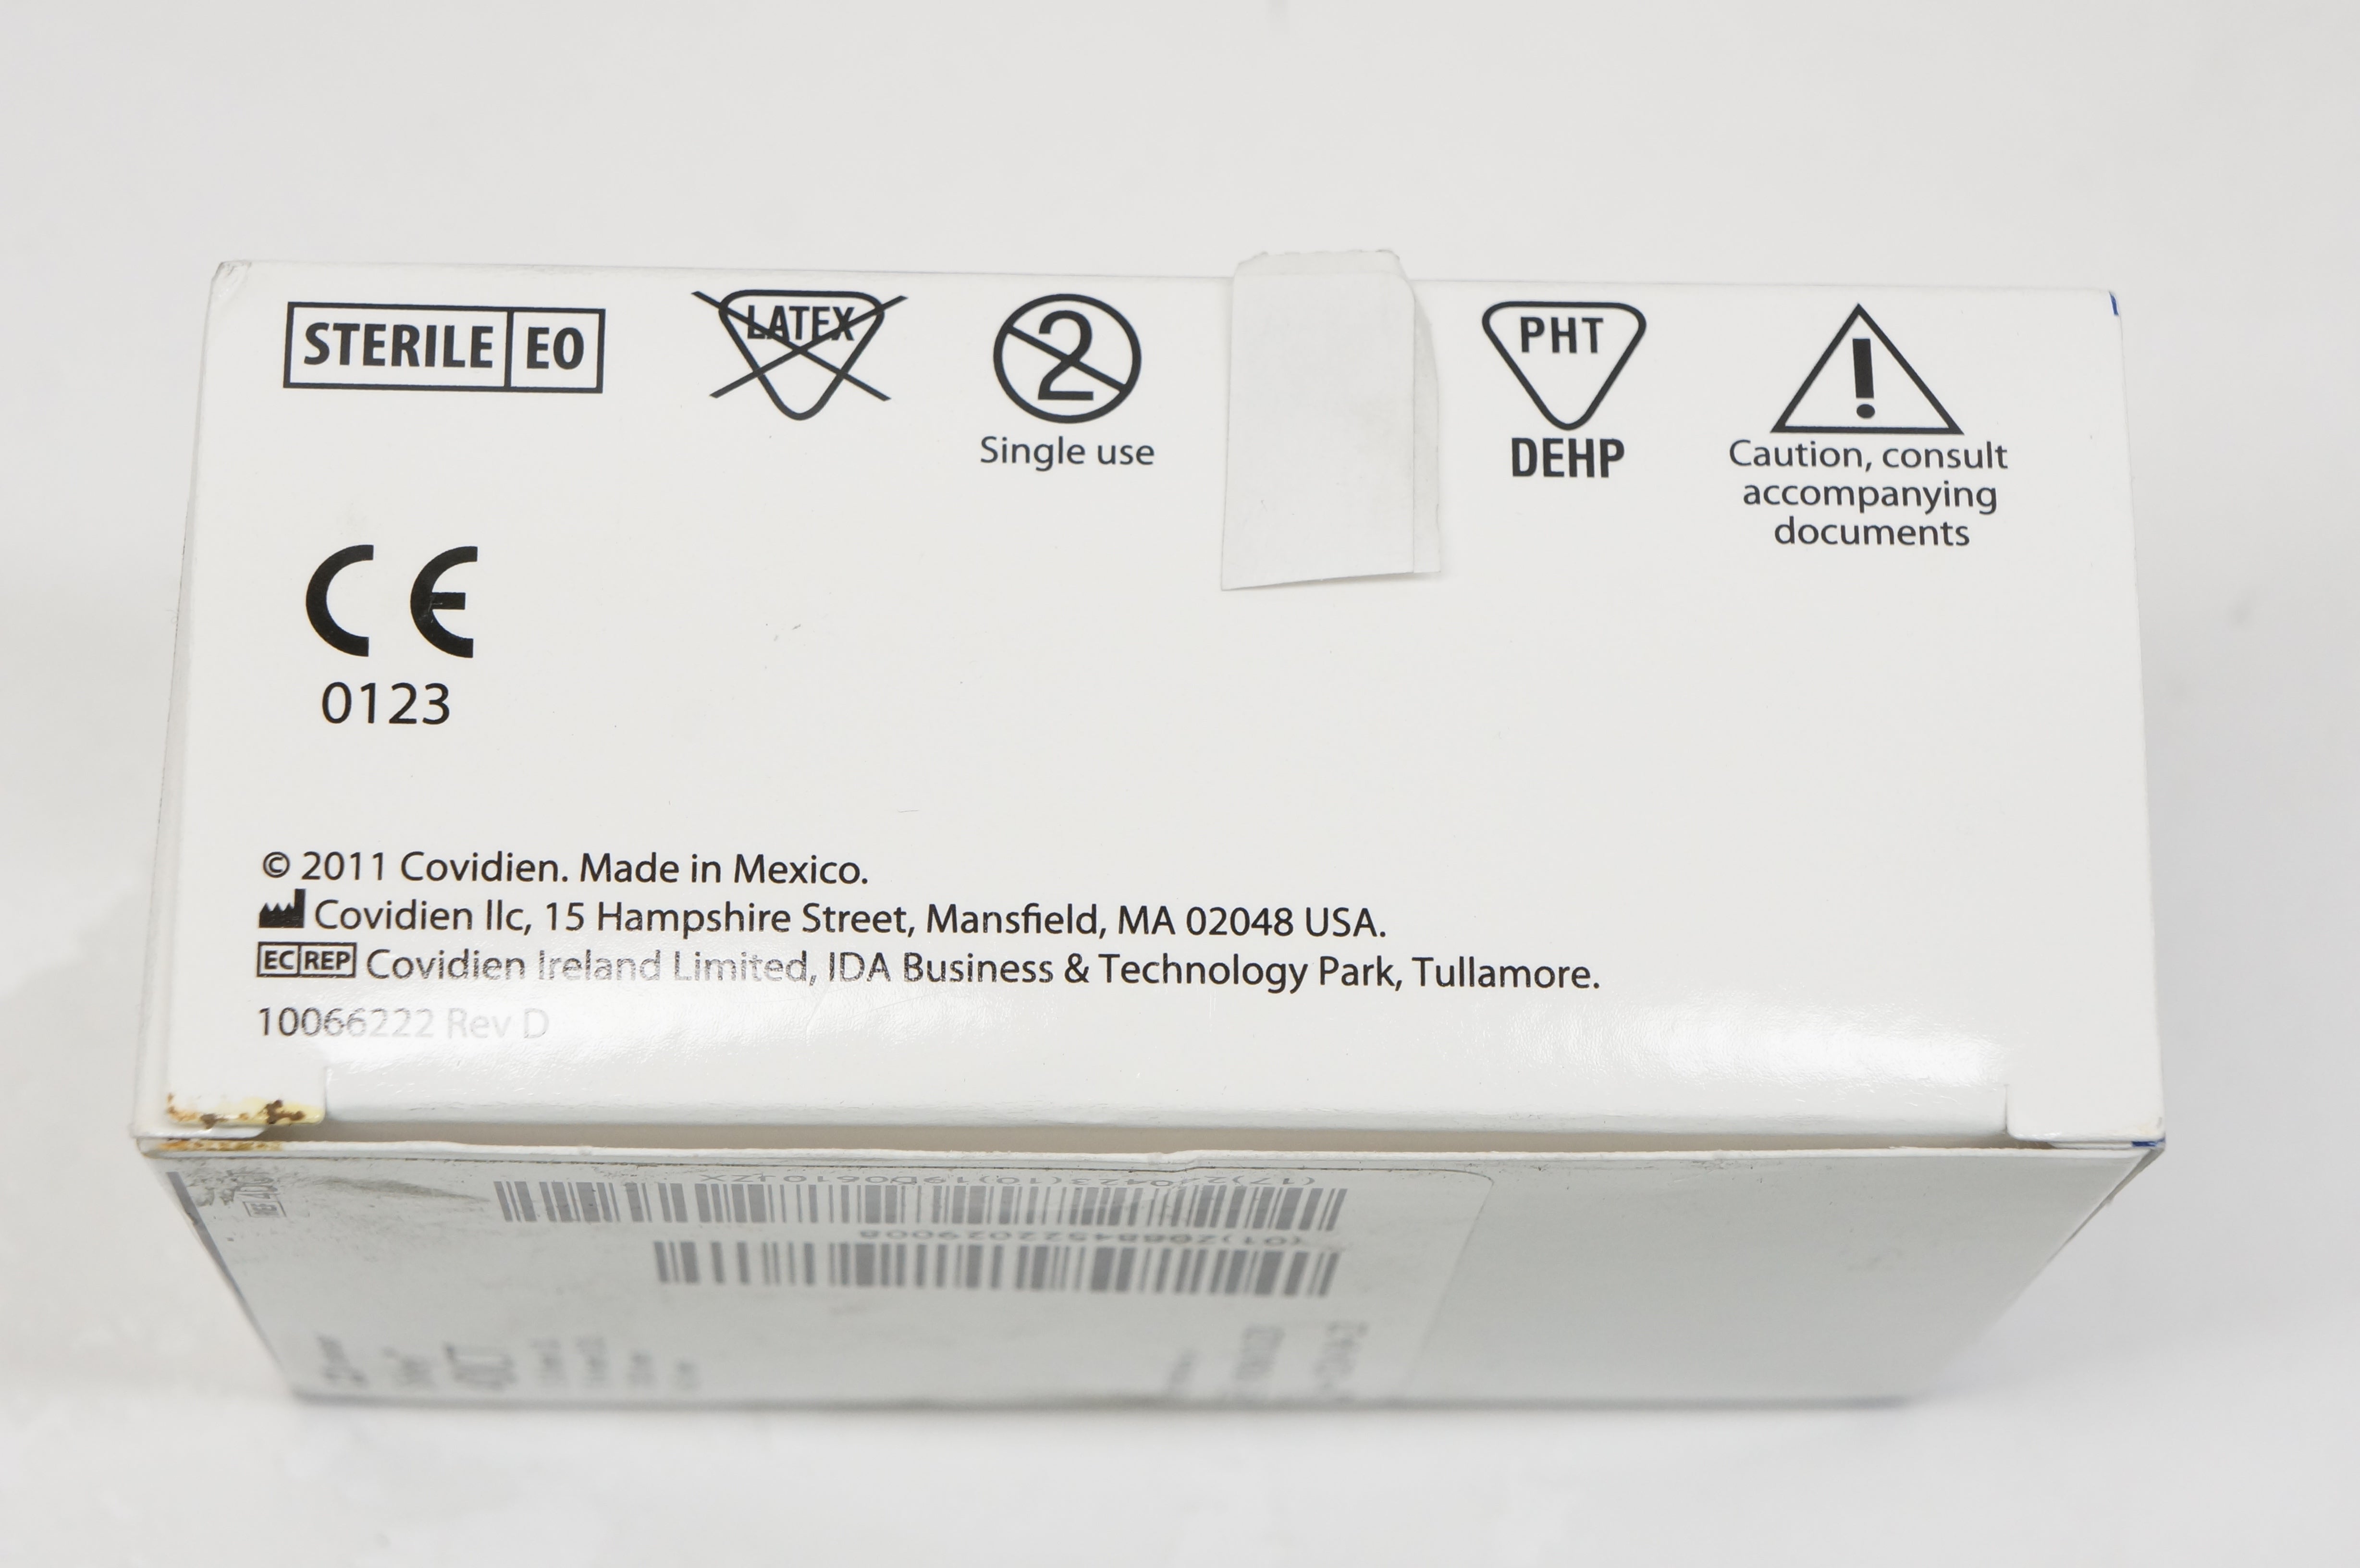 STERILE EO
LATEX
2
Single use
PHT
DEHP
!
Caution, consult
accompanying
documents
CE
0123
© 2011 Covidien. Made in Mexico.
Covidien llc, 15 Hampshire Street, Mansfield, MA 02048 USA.
EC REP Covidien Ireland Limited, IDA Business & Technology Park, Tullamore.
10066222 Rev D
(01)20884522029008